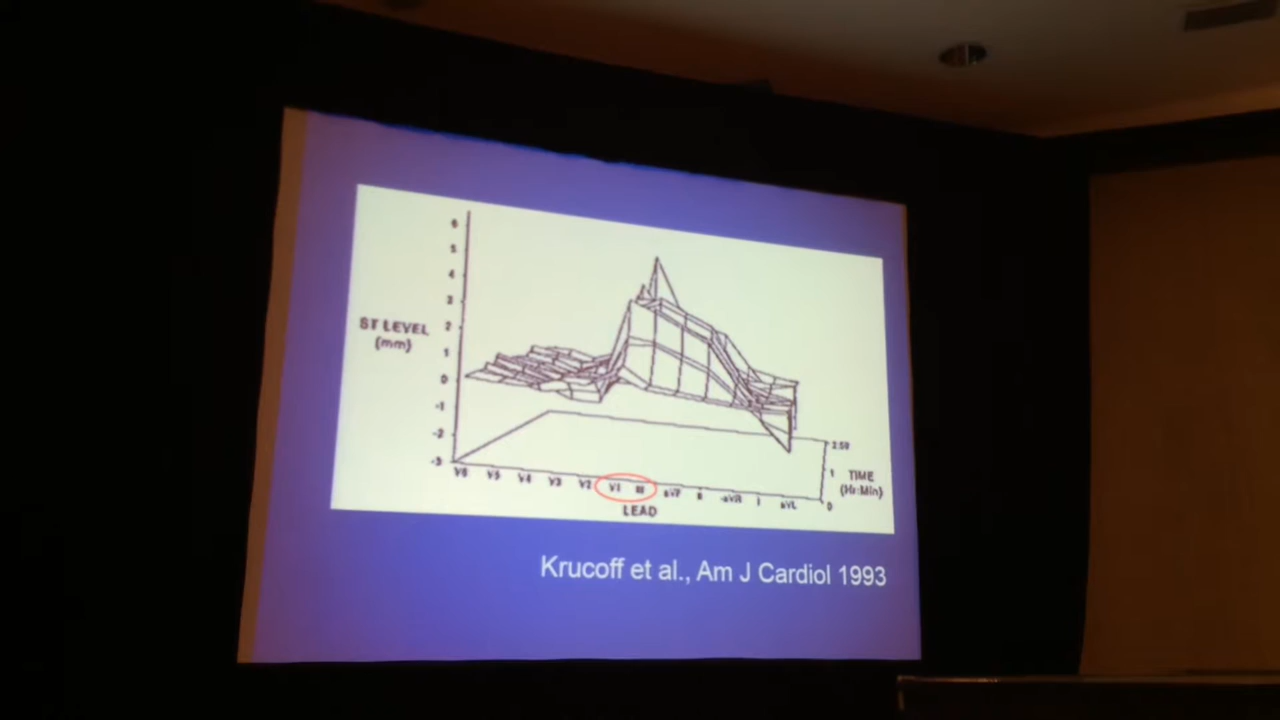 6
5
4
3
2
1
0
-1
-2
-3
ST LEVEL
(mm)
V6 V5 V4 V3 V2 V1 III aVF II -aVR I aVL
LEAD
2:59
1
0
TIME
(Hr:Min)
Krucoff et al., Am J Cardiol 1993